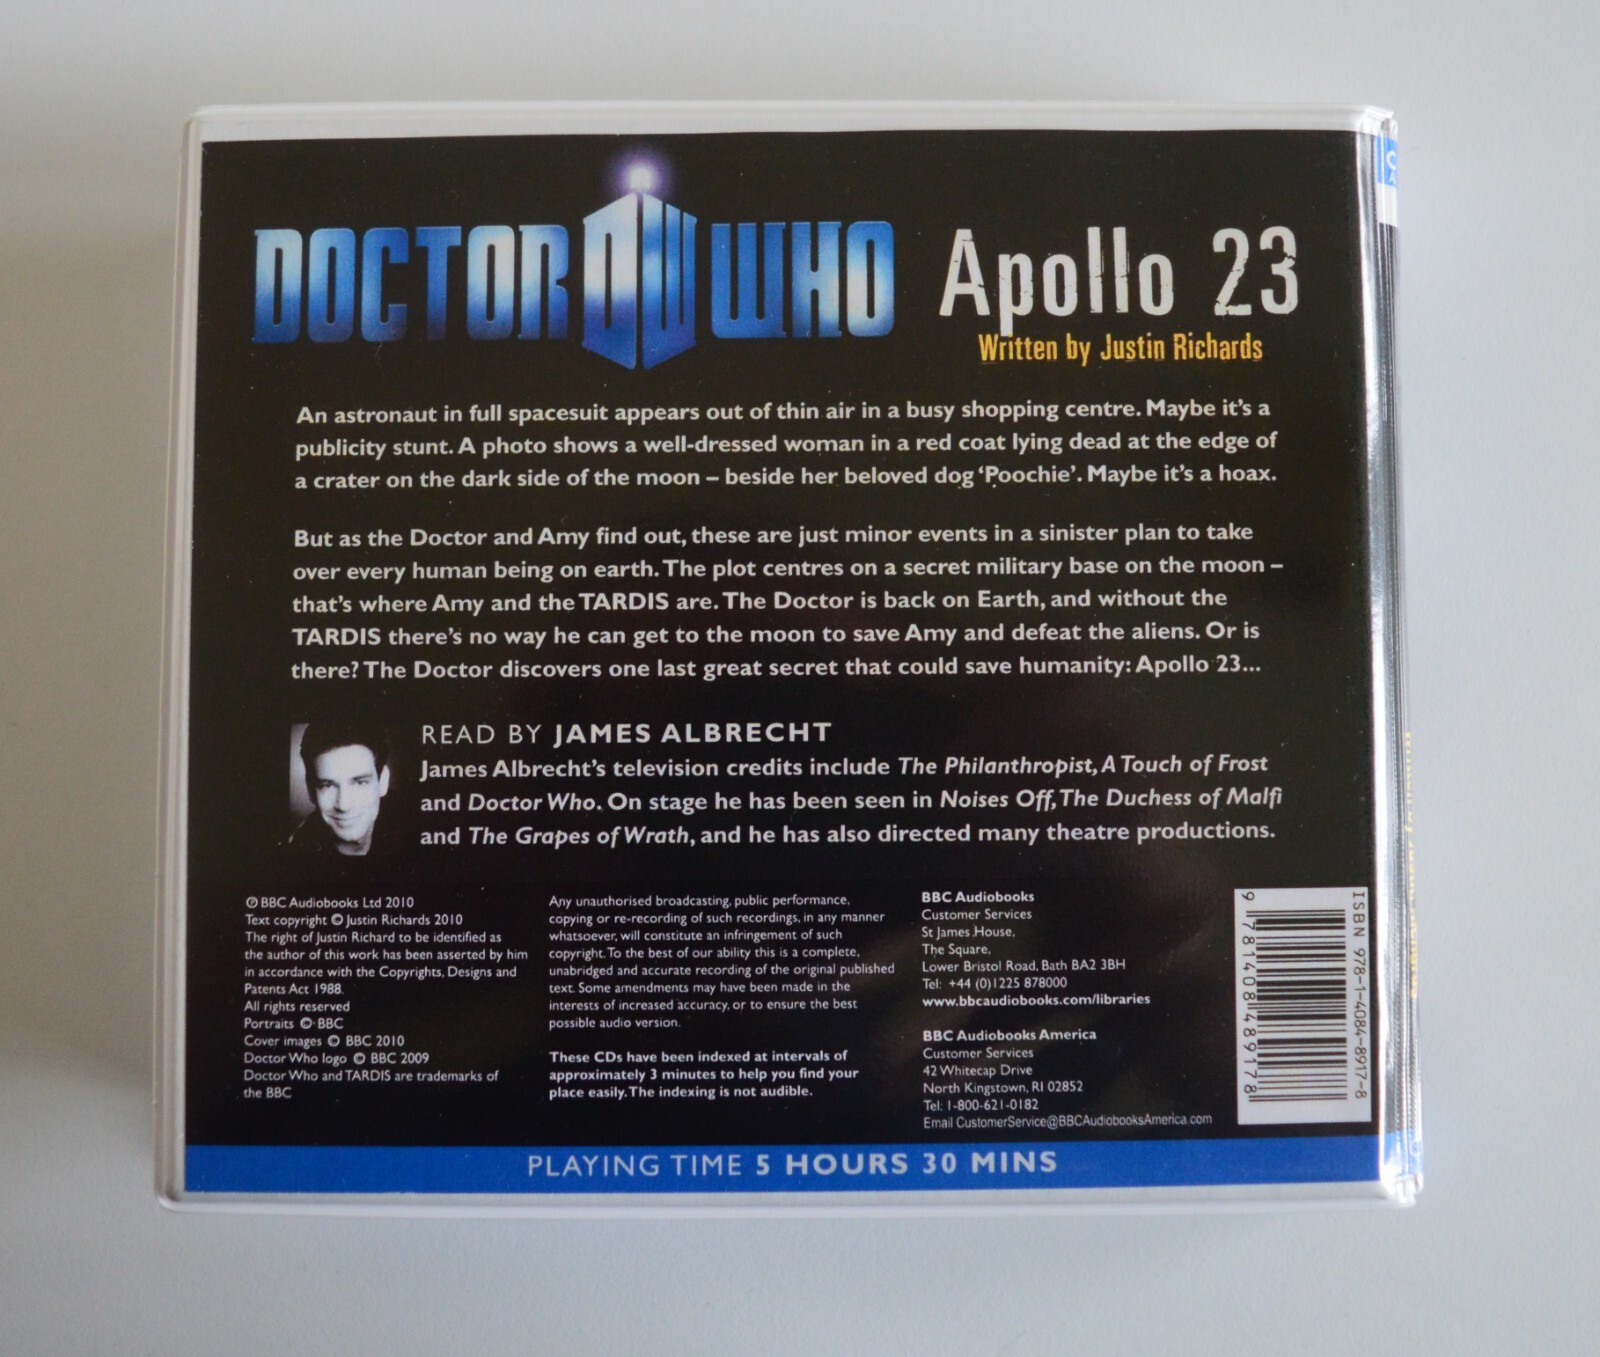 DOCTOR DW WHO
Apollo 23
Written by Justin Richards
An astronaut in full spacesuit appears out of thin air in a busy shopping centre. Maybe it's a
publicity stunt. A photo shows a well-dressed woman in a red coat lying dead at the edge of
a crater on the dark side of the moon – beside her beloved dog 'Poochie'. Maybe it's a hoax.
But as the Doctor and Amy find out, these are just minor events in a sinister plan to take
over every human being on earth. The plot centres on a secret military base on the moon –
that's where Amy and the TARDIS are. The Doctor is back on Earth, and without the
TARDIS there's no way he can get to the moon to save Amy and defeat the aliens. Or is
there? The Doctor discovers one last great secret that could save humanity: Apollo 23...
READ BY JAMES ALBRECHT
James Albrecht's television credits include The Philanthropist, A Touch of Frost
and Doctor Who. On stage he has been seen in Noises Off, The Duchess of Malfi
and The Grapes of Wrath, and he has also directed many theatre productions.
℗ BBC Audiobooks Ltd 2010
Text copyright © Justin Richards 2010
The right of Justin Richard to be identified as
the author of this work has been asserted by him
in accordance with the Copyrights, Designs and
Patents Act 1988.
All rights reserved
Portraits © BBC
Cover images © BBC 2010
Doctor Who logo © BBC 2009
Doctor Who and TARDIS are trademarks of
the BBC
Any unauthorised broadcasting, public performance,
copying or re-recording of such recordings, in any manner
whatsoever, will constitute an infringement of such
copyright. To the best of our ability this is a complete,
unabridged and accurate recording of the original published
text. Some amendments may have been made in the
interests of increased accuracy, or to ensure the best
possible audio version.
These CDs have been indexed at intervals of
approximately 3 minutes to help you find your
place easily. The indexing is not audible.
BBC Audiobooks
Customer Services
St James House,
The Square,
Lower Bristol Road, Bath BA2 3BH
Tel: +44 (0)1225 878000
www.bbcaudiobooks.com/libraries
BBC Audiobooks America
Customer Services
42 Whitecap Drive
North Kingstown, RI 02852
Tel: 1-800-621-0182
Email CustomerService@BBCAudiobooksAmerica.com
ISBN 978-1-4084-8917-8
9 781408 489178
PLAYING TIME 5 HOURS 30 MINS